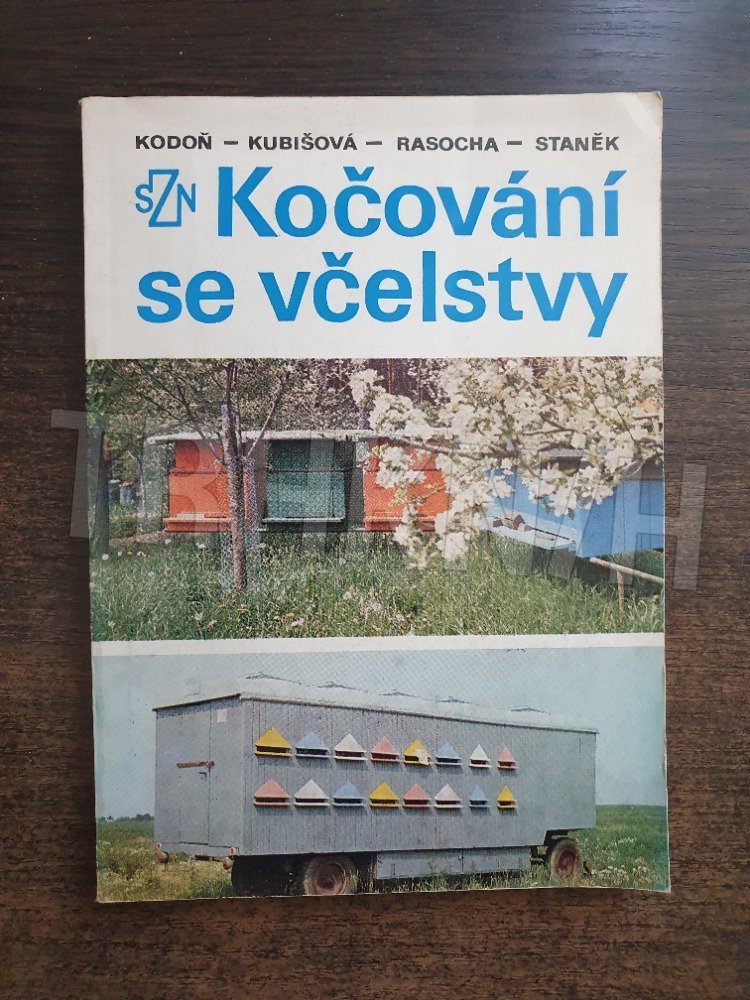 KODOŇ – KUBIŠOVÁ – RASOCHA – STANĚK
SZN Kočování
se včelstvy